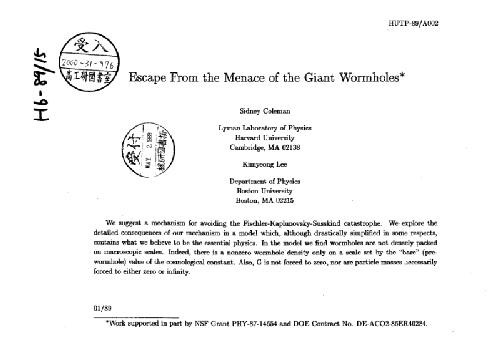 HUTP-89/A002
受入
高工研図書室
H6-89/15
Escape From the Menace of the Giant Wormholes*
Sidney Coleman
Lyman Laboratory of Physics
Harvard University
Cambridge, MA 02138
Kimyeong Lee
Department of Physics
Boston University
Boston, MA 02215
受付
We suggest a mechanism for avoiding the Fischler-Kaplunovsky-Susskind catastrophe. We explore the
detailed consequences of our mechanism in a model which, although drastically simplified in some respects,
contains what we believe to be the essential physics. In the model we find wormholes are not densely packed
on macroscopic scales. Indeed, there is a nonzero wormhole density only on a scale set by the "bare" (pre-
wormhole) value of the cosmological constant. Also, G is not forced to zero, nor are particle masses necessarily
forced to either zero or infinity.
01/89
*Work supported in part by NSF Grant PHY-87-14654 and DOE Contract No. DE-AC02-86ER40284.